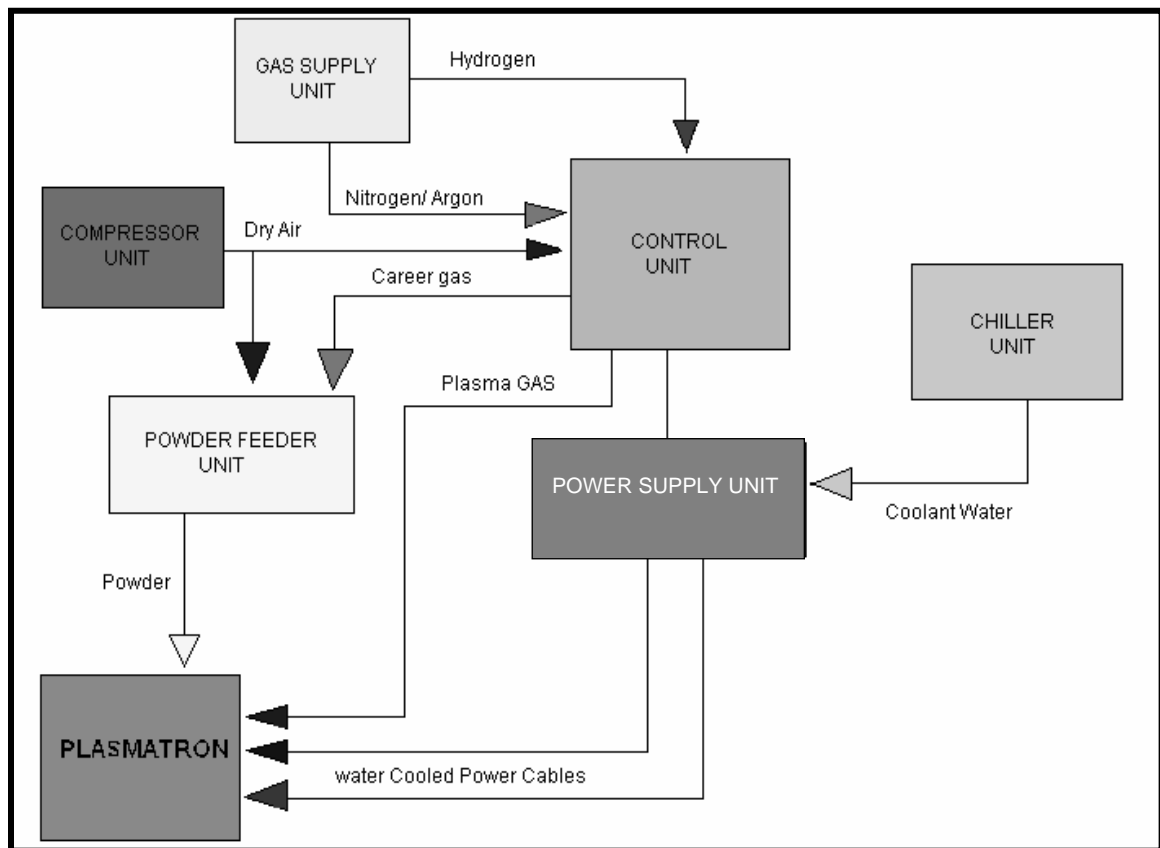 GAS SUPPLY
UNIT
Hydrogen
Nitrogen/ Argon
COMPRESSOR
UNIT
Dry Air
CONTROL
UNIT
Career gas
CHILLER
UNIT
Plasma GAS
POWDER FEEDER
UNIT
POWER SUPPLY UNIT
Coolant Water
Powder
PLASMATRON
water Cooled Power Cables